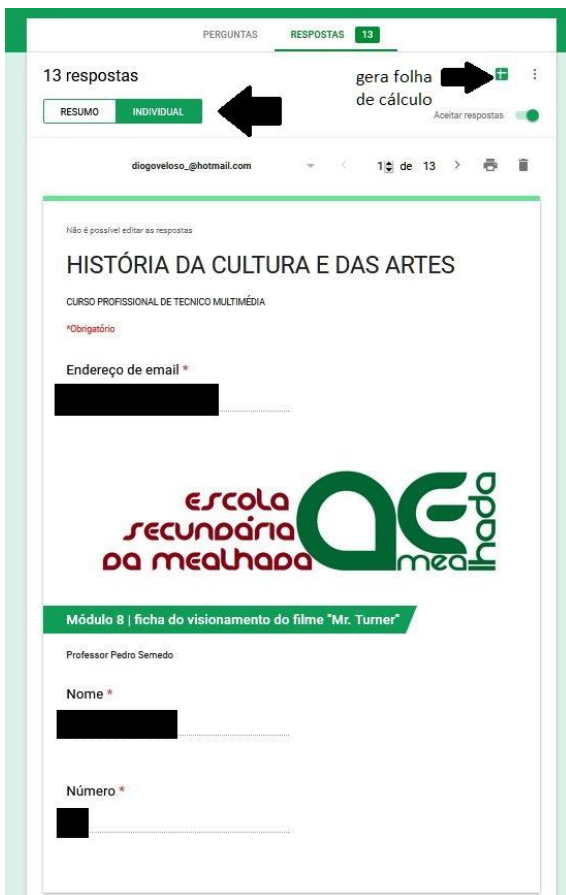 PERGUNTAS RESPOSTAS 13
13 respostas
gera folha
de cálculo
RESUMO INDIVIDUAL
Aceitar respostas
diogoveloso_@hotmail.com 1 de 13
Não é possível editar as respostas
HISTÓRIA DA CULTURA E DAS ARTES
CURSO PROFISSIONAL DE TECNICO MULTIMÉDIA
*Obrigatório
Endereço de email *
escola
secundária
da mealhada
ae
mealhada
Módulo 8 | ficha do visionamento do filme "Mr. Turner"
Professor Pedro Semedo
Nome *
Número *